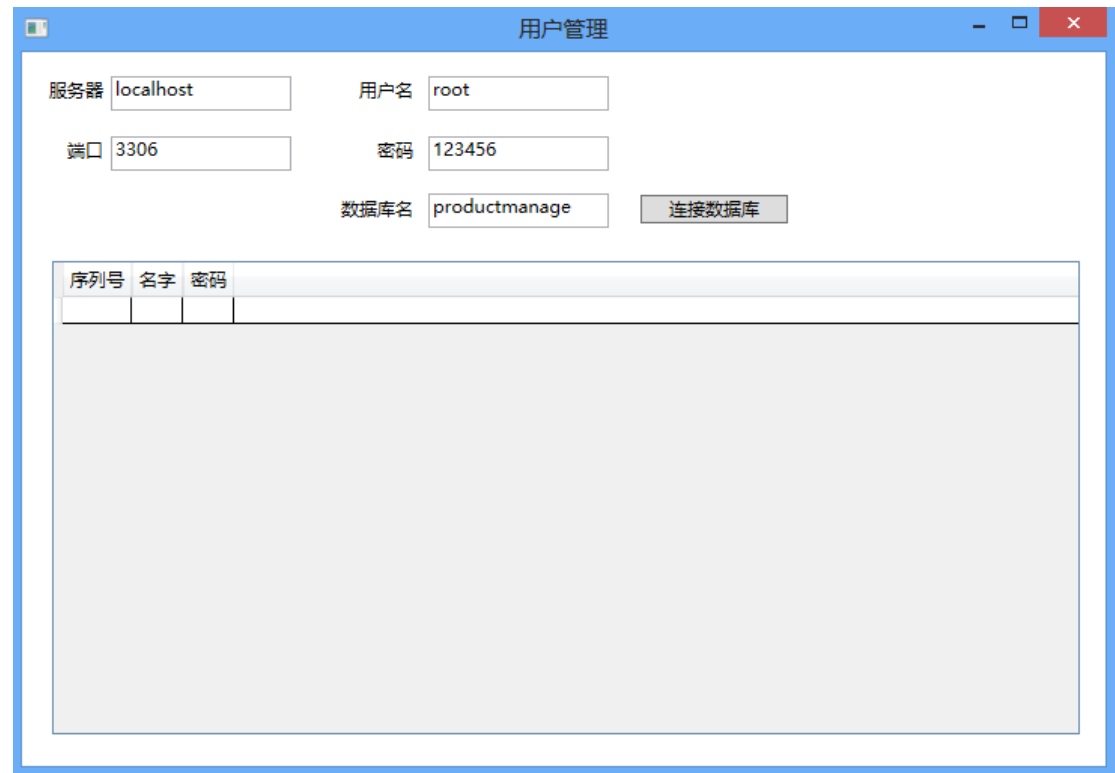 用户管理
服务器 localhost 用户名 root
端口 3306 密码 123456
数据库名 productmanage 连接数据库
序列号 名字 密码